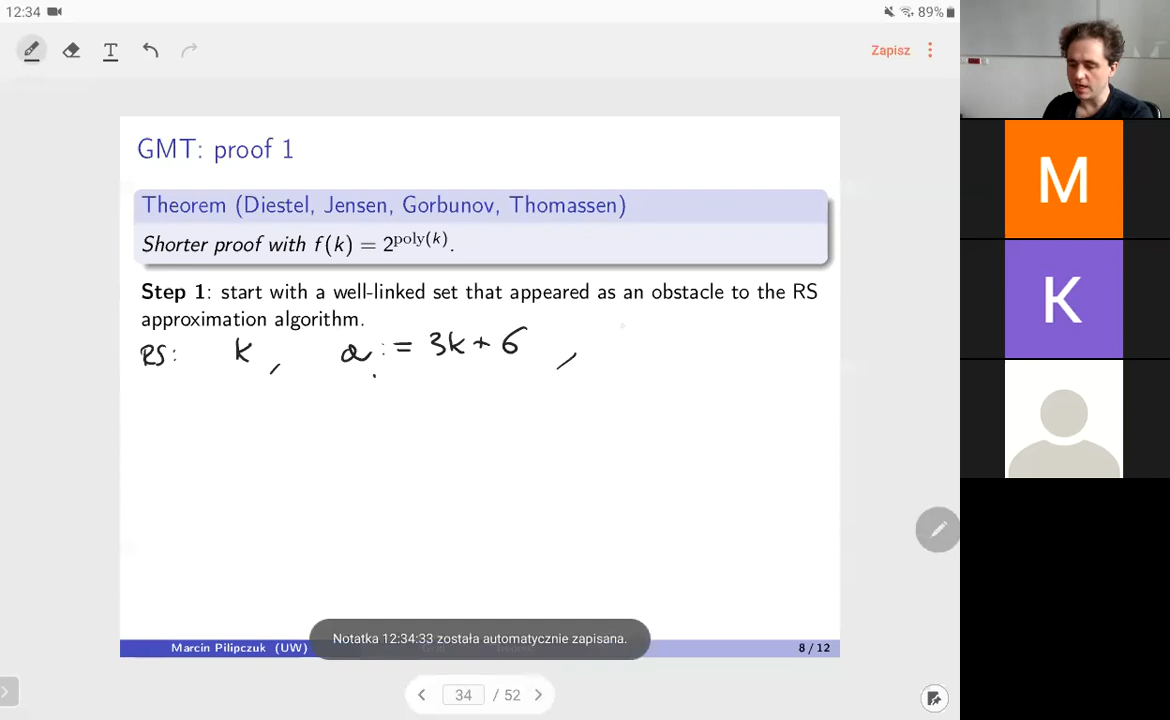 12:34
89%
T
Zapisz
GMT: proof 1
Theorem (Diestel, Jensen, Gorbunov, Thomassen)
Shorter proof with f(k) = 2^poly(k).
Step 1: start with a well-linked set that appeared as an obstacle to the RS
approximation algorithm.
RS: k, a := 3k + 6,
Notatka 12:34:33 została automatycznie zapisana.
Marcin Pilipczuk (UW)
8 / 12
34 / 52
M
K